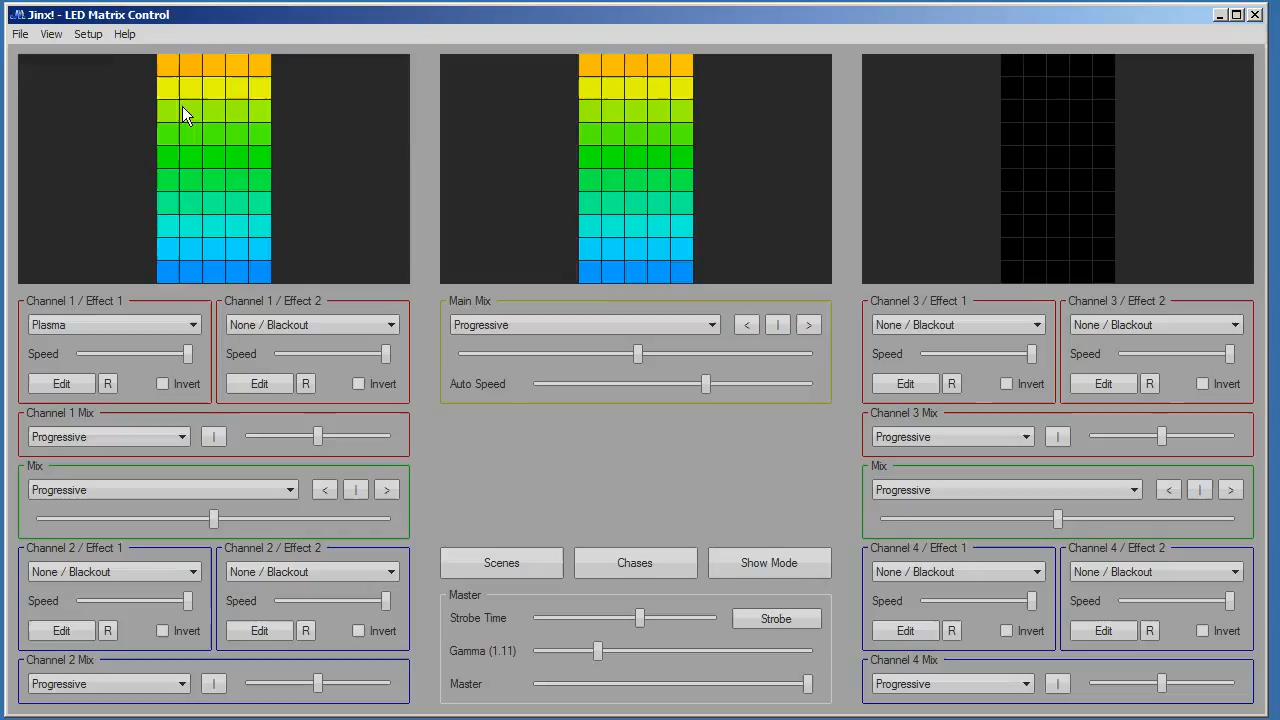 Jinx! - LED Matrix Control
File View Setup Help
Channel 1 / Effect 1
Plasma
Speed
Edit R Invert
Channel 1 / Effect 2
None / Blackout
Speed
Edit R Invert
Channel 1 Mix
Progressive |
Mix
Progressive < | >
Channel 2 / Effect 1
None / Blackout
Speed
Edit R Invert
Channel 2 / Effect 2
None / Blackout
Speed
Edit R Invert
Channel 2 Mix
Progressive |
Main Mix
Progressive < | >
Auto Speed
Scenes Chases Show Mode
Master
Strobe Time Strobe
Gamma (1.11)
Master
Channel 3 / Effect 1
None / Blackout
Speed
Edit R Invert
Channel 3 / Effect 2
None / Blackout
Speed
Edit R Invert
Channel 3 Mix
Progressive |
Mix
Progressive < | >
Channel 4 / Effect 1
None / Blackout
Speed
Edit R Invert
Channel 4 / Effect 2
None / Blackout
Speed
Edit R Invert
Channel 4 Mix
Progressive |